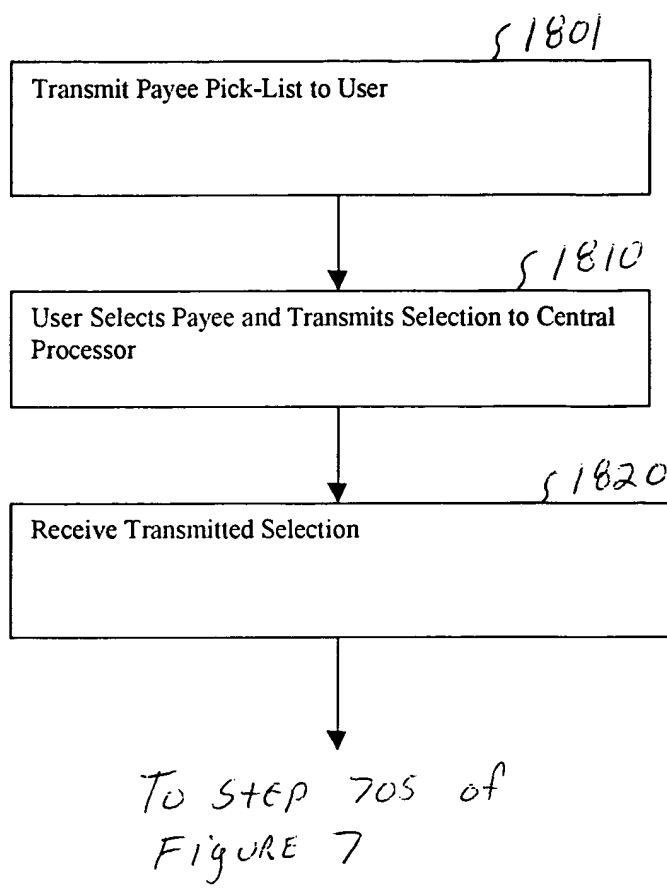 1801
Transmit Payee Pick-List to User
1810
User Selects Payee and Transmits Selection to Central
Processor
1820
Receive Transmitted Selection
To StEP 705 of
FigURE 7